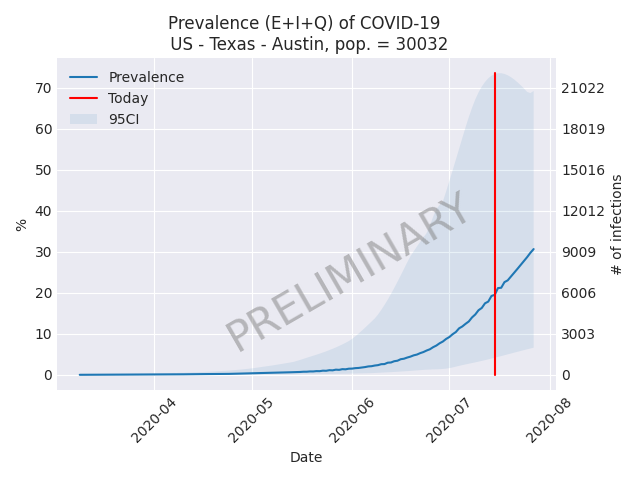 Prevalence (E+I+Q) of COVID-19
US - Texas - Austin, pop. = 30032
Prevalence
Today
95CI
70
60
50
40
30
20
10
0
%
21022
18019
15016
12012
9009
6006
3003
0
# of infections
PRELIMINARY
2020-04
2020-05
2020-06
2020-07
2020-08
Date